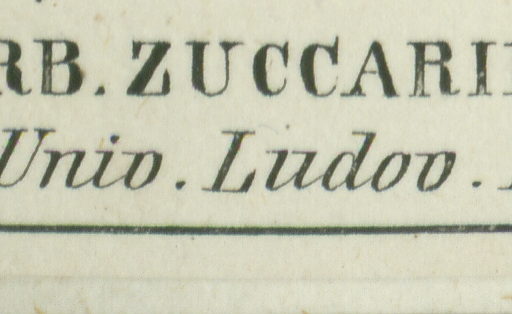 RB. ZUCCARI
Univ. Ludov.